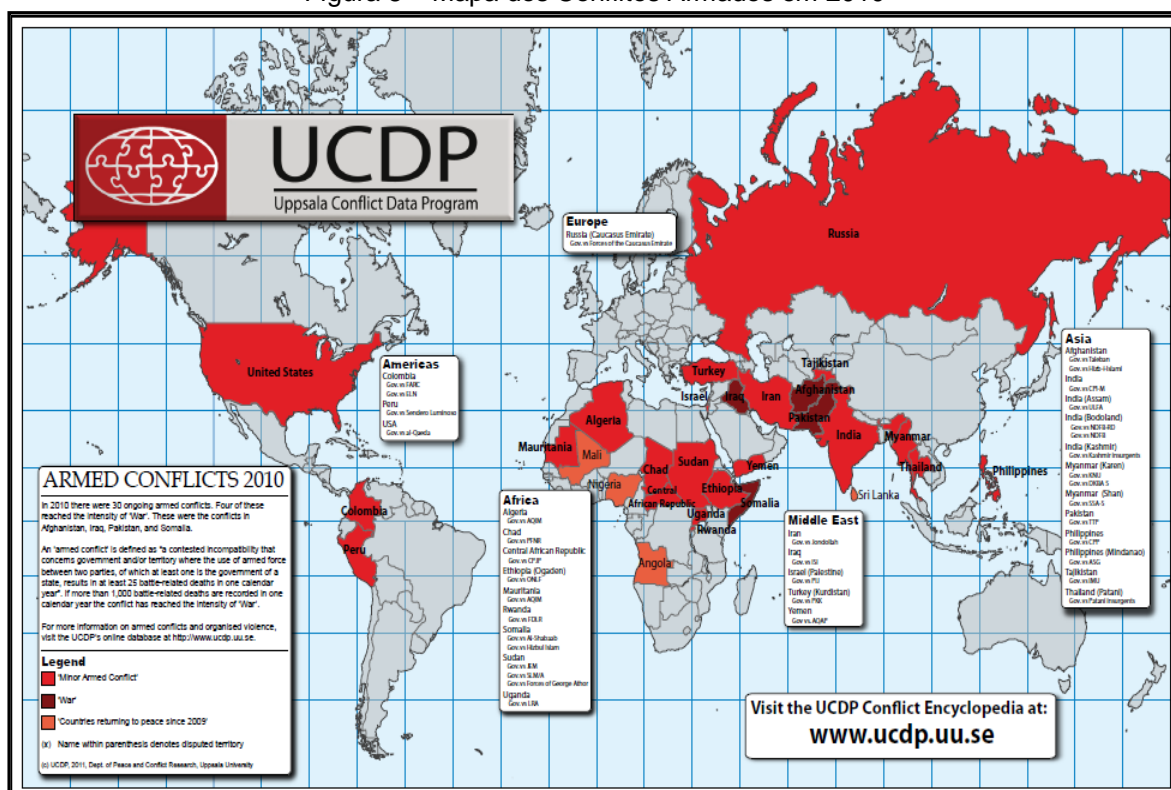 UCDP
Uppsala Conflict Data Program
Europe
Russia (Caucasus Emirate)
Gov. vs Forces of the Caucasus Emirate
Russia
United States
Americas
Colombia
Gov. vs FARC
Gov. vs ELN
Peru
Gov. vs Sendero Luminoso
USA
Gov. vs al-Qaeda
Turkey
Tajikistan
Israel
Iraq
Iran
Afghanistan
Pakistan
Algeria
India
Myanmar
Mauritania
Mali
Chad
Sudan
Yemen
Thailand
Philippines
Nigeria
Central
African Republic
Ethiopia
Somalia
Sri Lanka
Uganda
Rwanda
Colombia
Peru
Angola
Asia
Afghanistan
Gov. vs Taleban
Gov. vs Hizb-i Islami
India
Gov. vs CPI-M
India (Assam)
Gov. vs ULFA
India (Bodoland)
Gov. vs NDFB-RD
Gov. vs NDFB
India (Kashmir)
Gov. vs Kashmir Insurgents
Myanmar (Karen)
Gov. vs KNU
Gov. vs DKBA 5
Myanmar (Shan)
Gov. vs SSA-S
Pakistan
Gov. vs TTP
Philippines
Gov. vs CPP
Philippines (Mindanao)
Gov. vs ASG
Tajikistan
Gov. vs IMU
Thailand (Patani)
Gov. vs Patani Insurgents
ARMED CONFLICTS 2010
In 2010 there were 30 ongoing armed conflicts. Four of these
reached the intensity of 'War'. These were the conflicts in
Afghanistan, Iraq, Pakistan, and Somalia.
An 'armed conflict' is defined as "a contested incompatibility that
concerns government and/or territory where the use of armed force
between two parties, of which at least one is the government of a
state, results in at least 25 battle-related deaths in one calendar
year". If more than 1,000 battle-related deaths are recorded in one
calendar year the conflict has reached the intensity of 'War'.
For more information on armed conflicts and organised violence,
visit the UCDP's online database at http://www.ucdp.uu.se.
Legend
'Minor Armed Conflict'
'War'
'Countries returning to peace since 2009'
(x) Name within parenthesis denotes disputed territory
(c) UCDP, 2011, Dept. of Peace and Conflict Research, Uppsala University
Africa
Algeria
Gov. vs AQIM
Chad
Gov. vs PFNR
Central African Republic
Gov. vs CPJP
Ethiopia (Ogaden)
Gov. vs ONLF
Mauritania
Gov. vs AQIM
Rwanda
Gov. vs FDLR
Somalia
Gov. vs Al-Shabaab
Gov. vs Hizbul Islam
Sudan
Gov. vs JEM
Gov. vs SLM/A
Gov. vs Forces of George Athor
Uganda
Gov. vs LRA
Middle East
Iran
Gov. vs Jondollah
Iraq
Gov. vs ISI
Israel (Palestine)
Gov. vs PIJ
Turkey (Kurdistan)
Gov. vs PKK
Yemen
Gov vs. AQAP
Visit the UCDP Conflict Encyclopedia at:
www.ucdp.uu.se